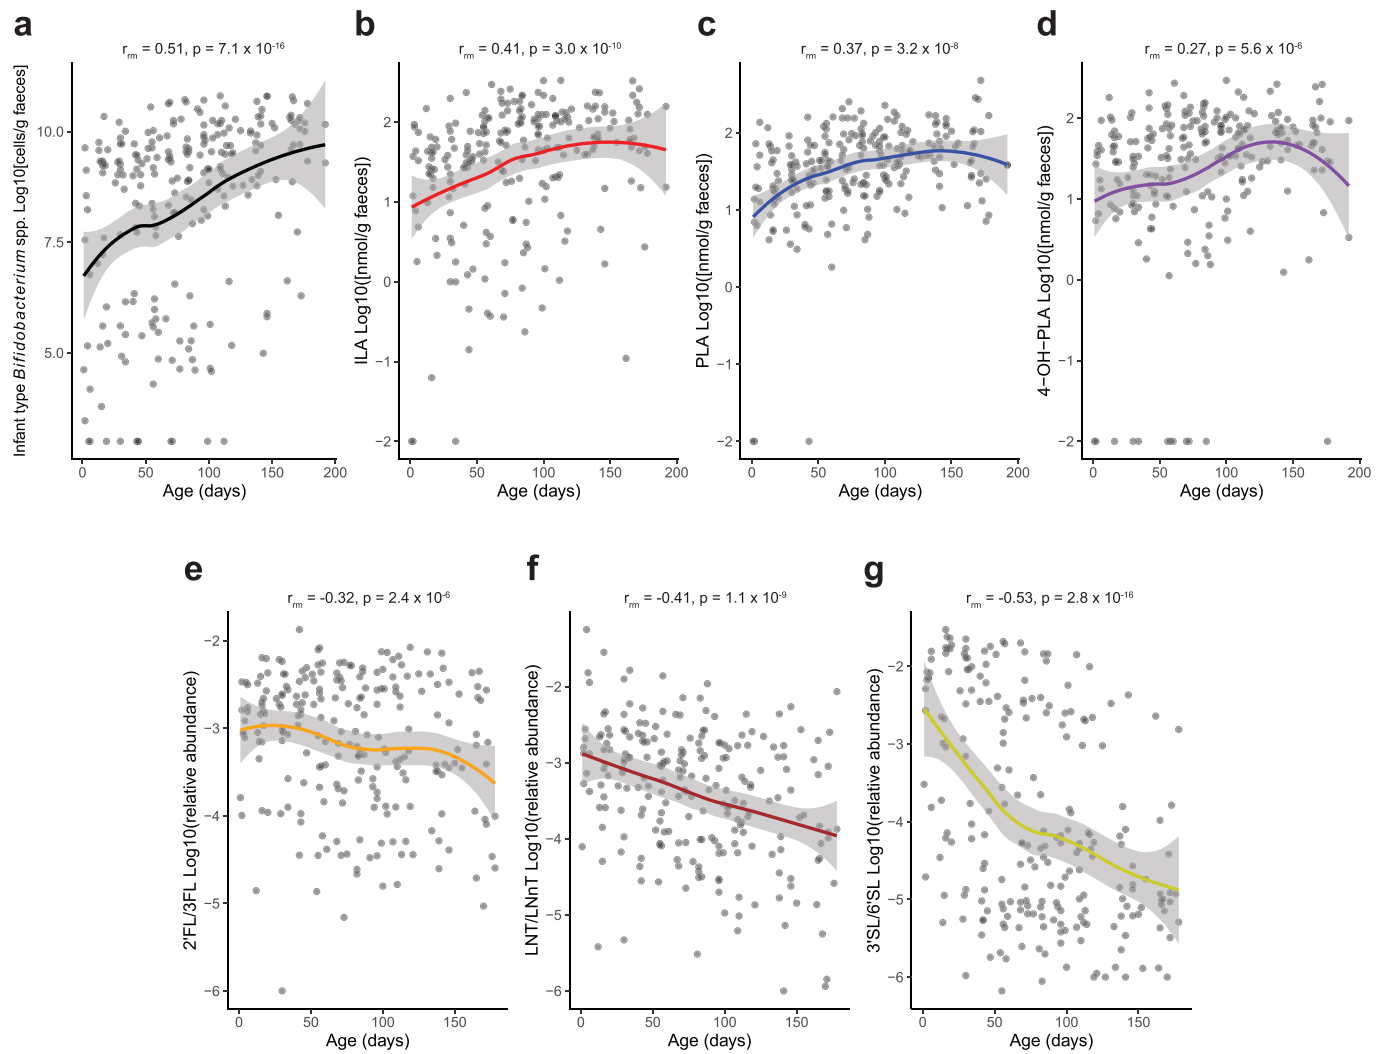 a
r_rm = 0.51, p = 7.1 x 10^-16
Infant type Bifidobacterium spp. Log10[cells/g faeces]
10.0
7.5
5.0
0 50 100 150 200
Age (days)
b
r_rm = 0.41, p = 3.0 x 10^-10
ILA Log10([nmol/g faeces])
2
1
0
−1
−2
0 50 100 150 200
Age (days)
c
r_rm = 0.37, p = 3.2 x 10^-8
PLA Log10([nmol/g faeces])
2
1
0
−1
−2
0 50 100 150 200
Age (days)
d
r_rm = 0.27, p = 5.6 x 10^-6
4−OH−PLA Log10([nmol/g faeces])
2
1
0
−1
−2
0 50 100 150 200
Age (days)
e
r_rm = -0.32, p = 2.4 x 10^-6
2'FL/3FL Log10(relative abundance)
−2
−3
−4
−5
−6
0 50 100 150
Age (days)
f
r_rm = -0.41, p = 1.1 x 10^-9
LNT/LNnT Log10(relative abundance)
−2
−3
−4
−5
−6
0 50 100 150
Age (days)
g
r_rm = -0.53, p = 2.8 x 10^-16
3'SL/6'SL Log10(relative abundance)
−2
−3
−4
−5
−6
0 50 100 150
Age (days)